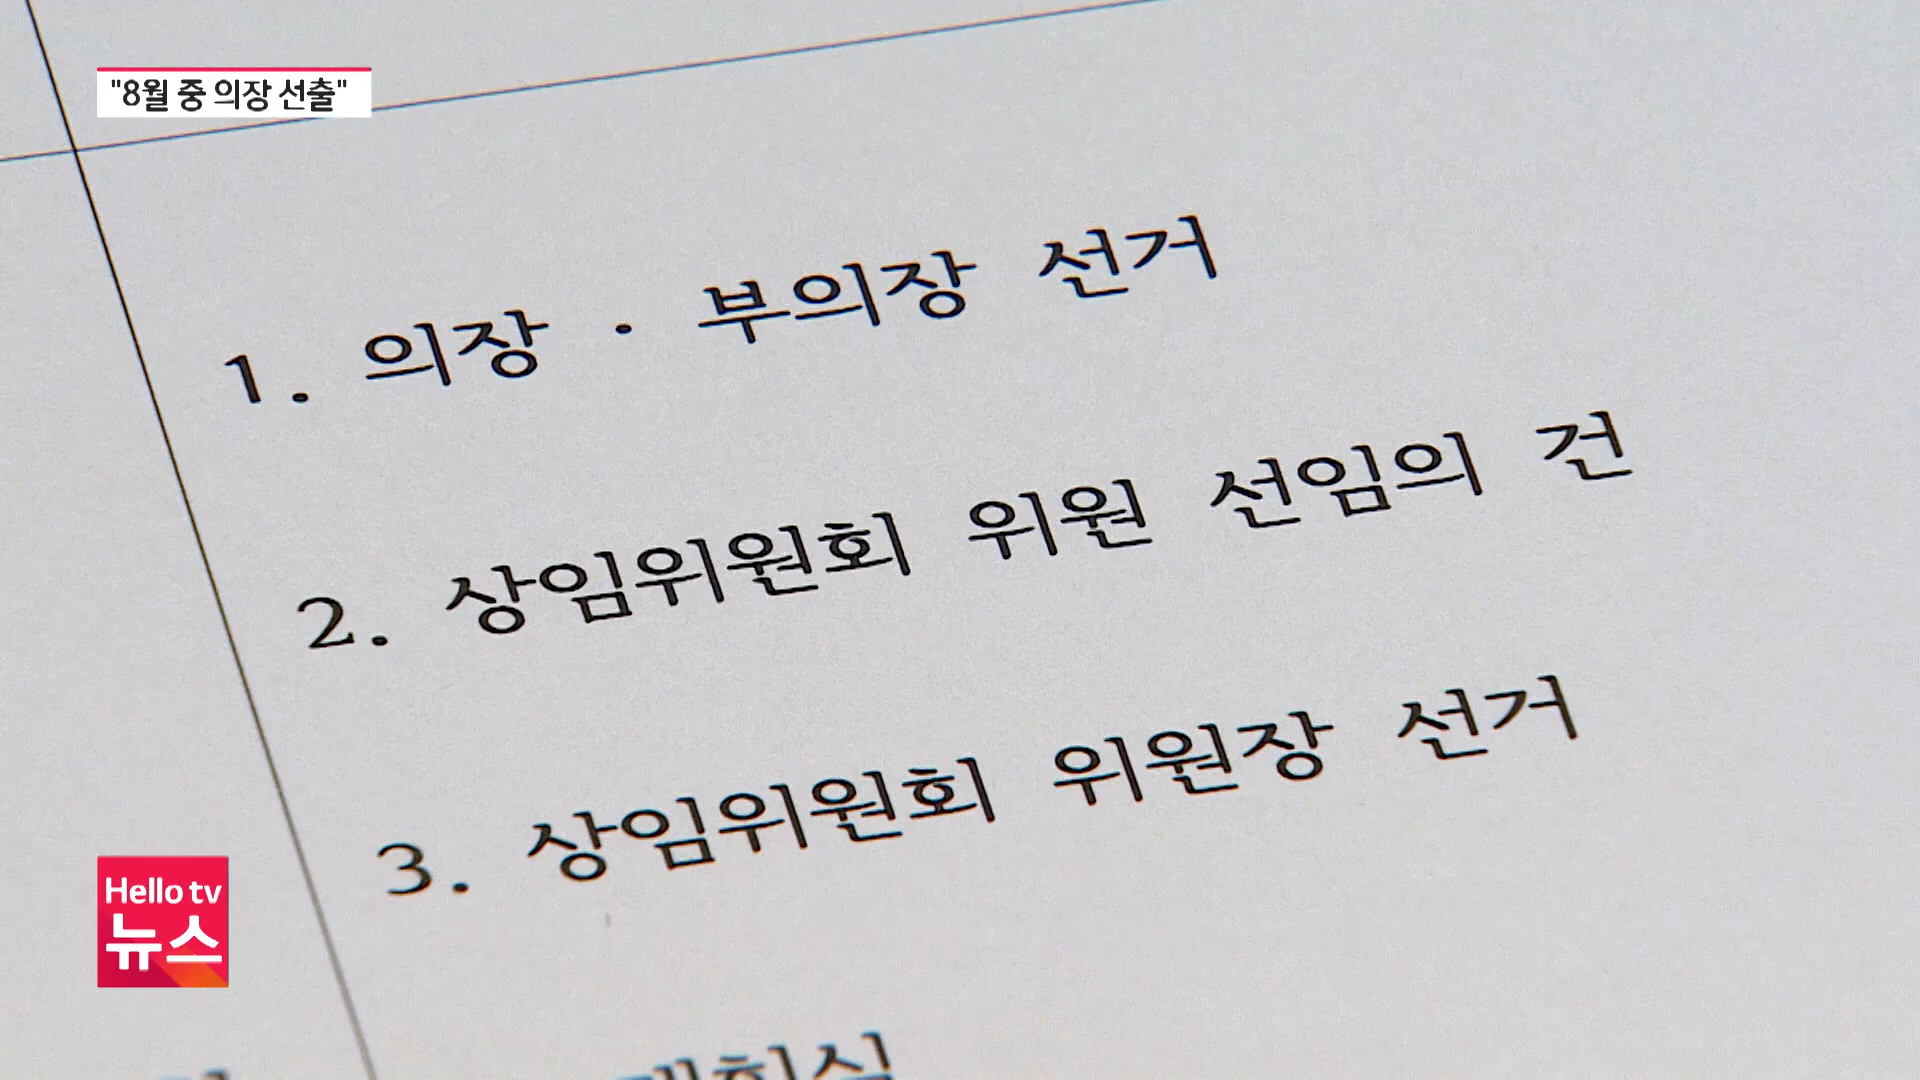 "8월 중 의장 선출"
1. 의장 · 부의장 선거
2. 상임위원회 위원 선임의 건
3. 상임위원회 위원장 선거
Hello tv
뉴스